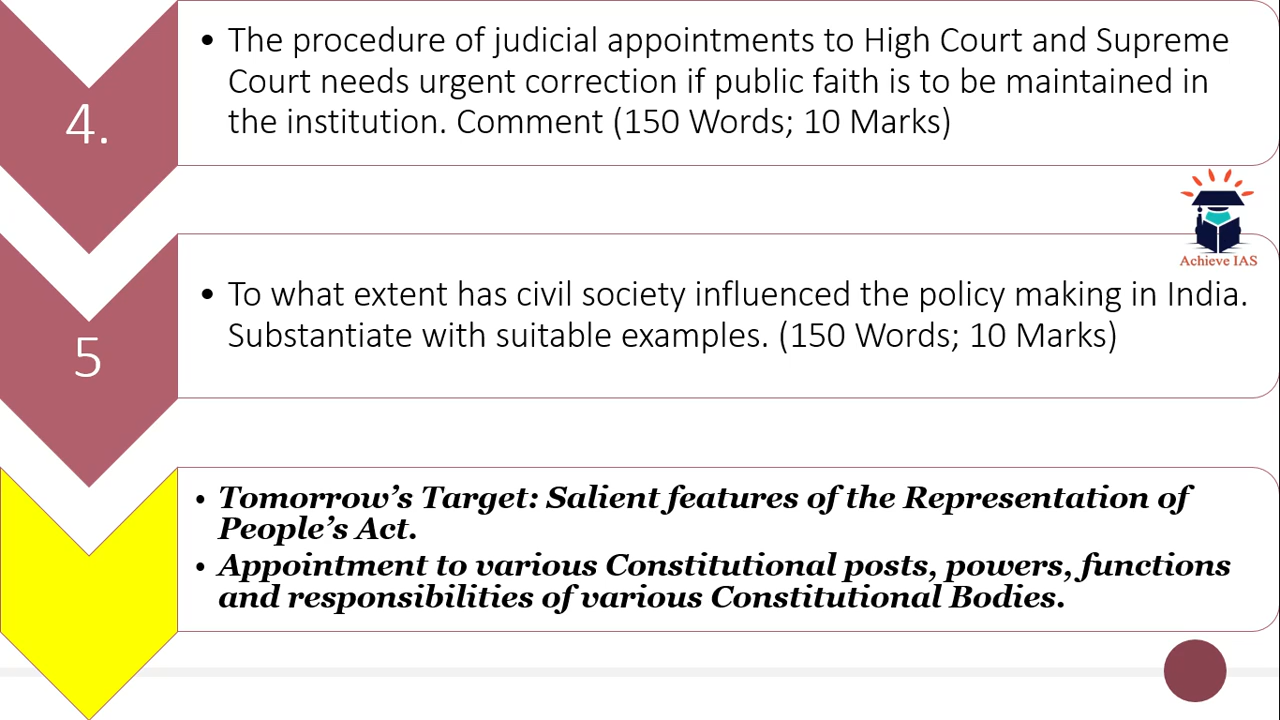 4.
• The procedure of judicial appointments to High Court and Supreme
Court needs urgent correction if public faith is to be maintained in
the institution. Comment (150 Words; 10 Marks)
Achieve IAS
5
• To what extent has civil society influenced the policy making in India.
Substantiate with suitable examples. (150 Words; 10 Marks)
• Tomorrow’s Target: Salient features of the Representation of
People’s Act.
• Appointment to various Constitutional posts, powers, functions
and responsibilities of various Constitutional Bodies.